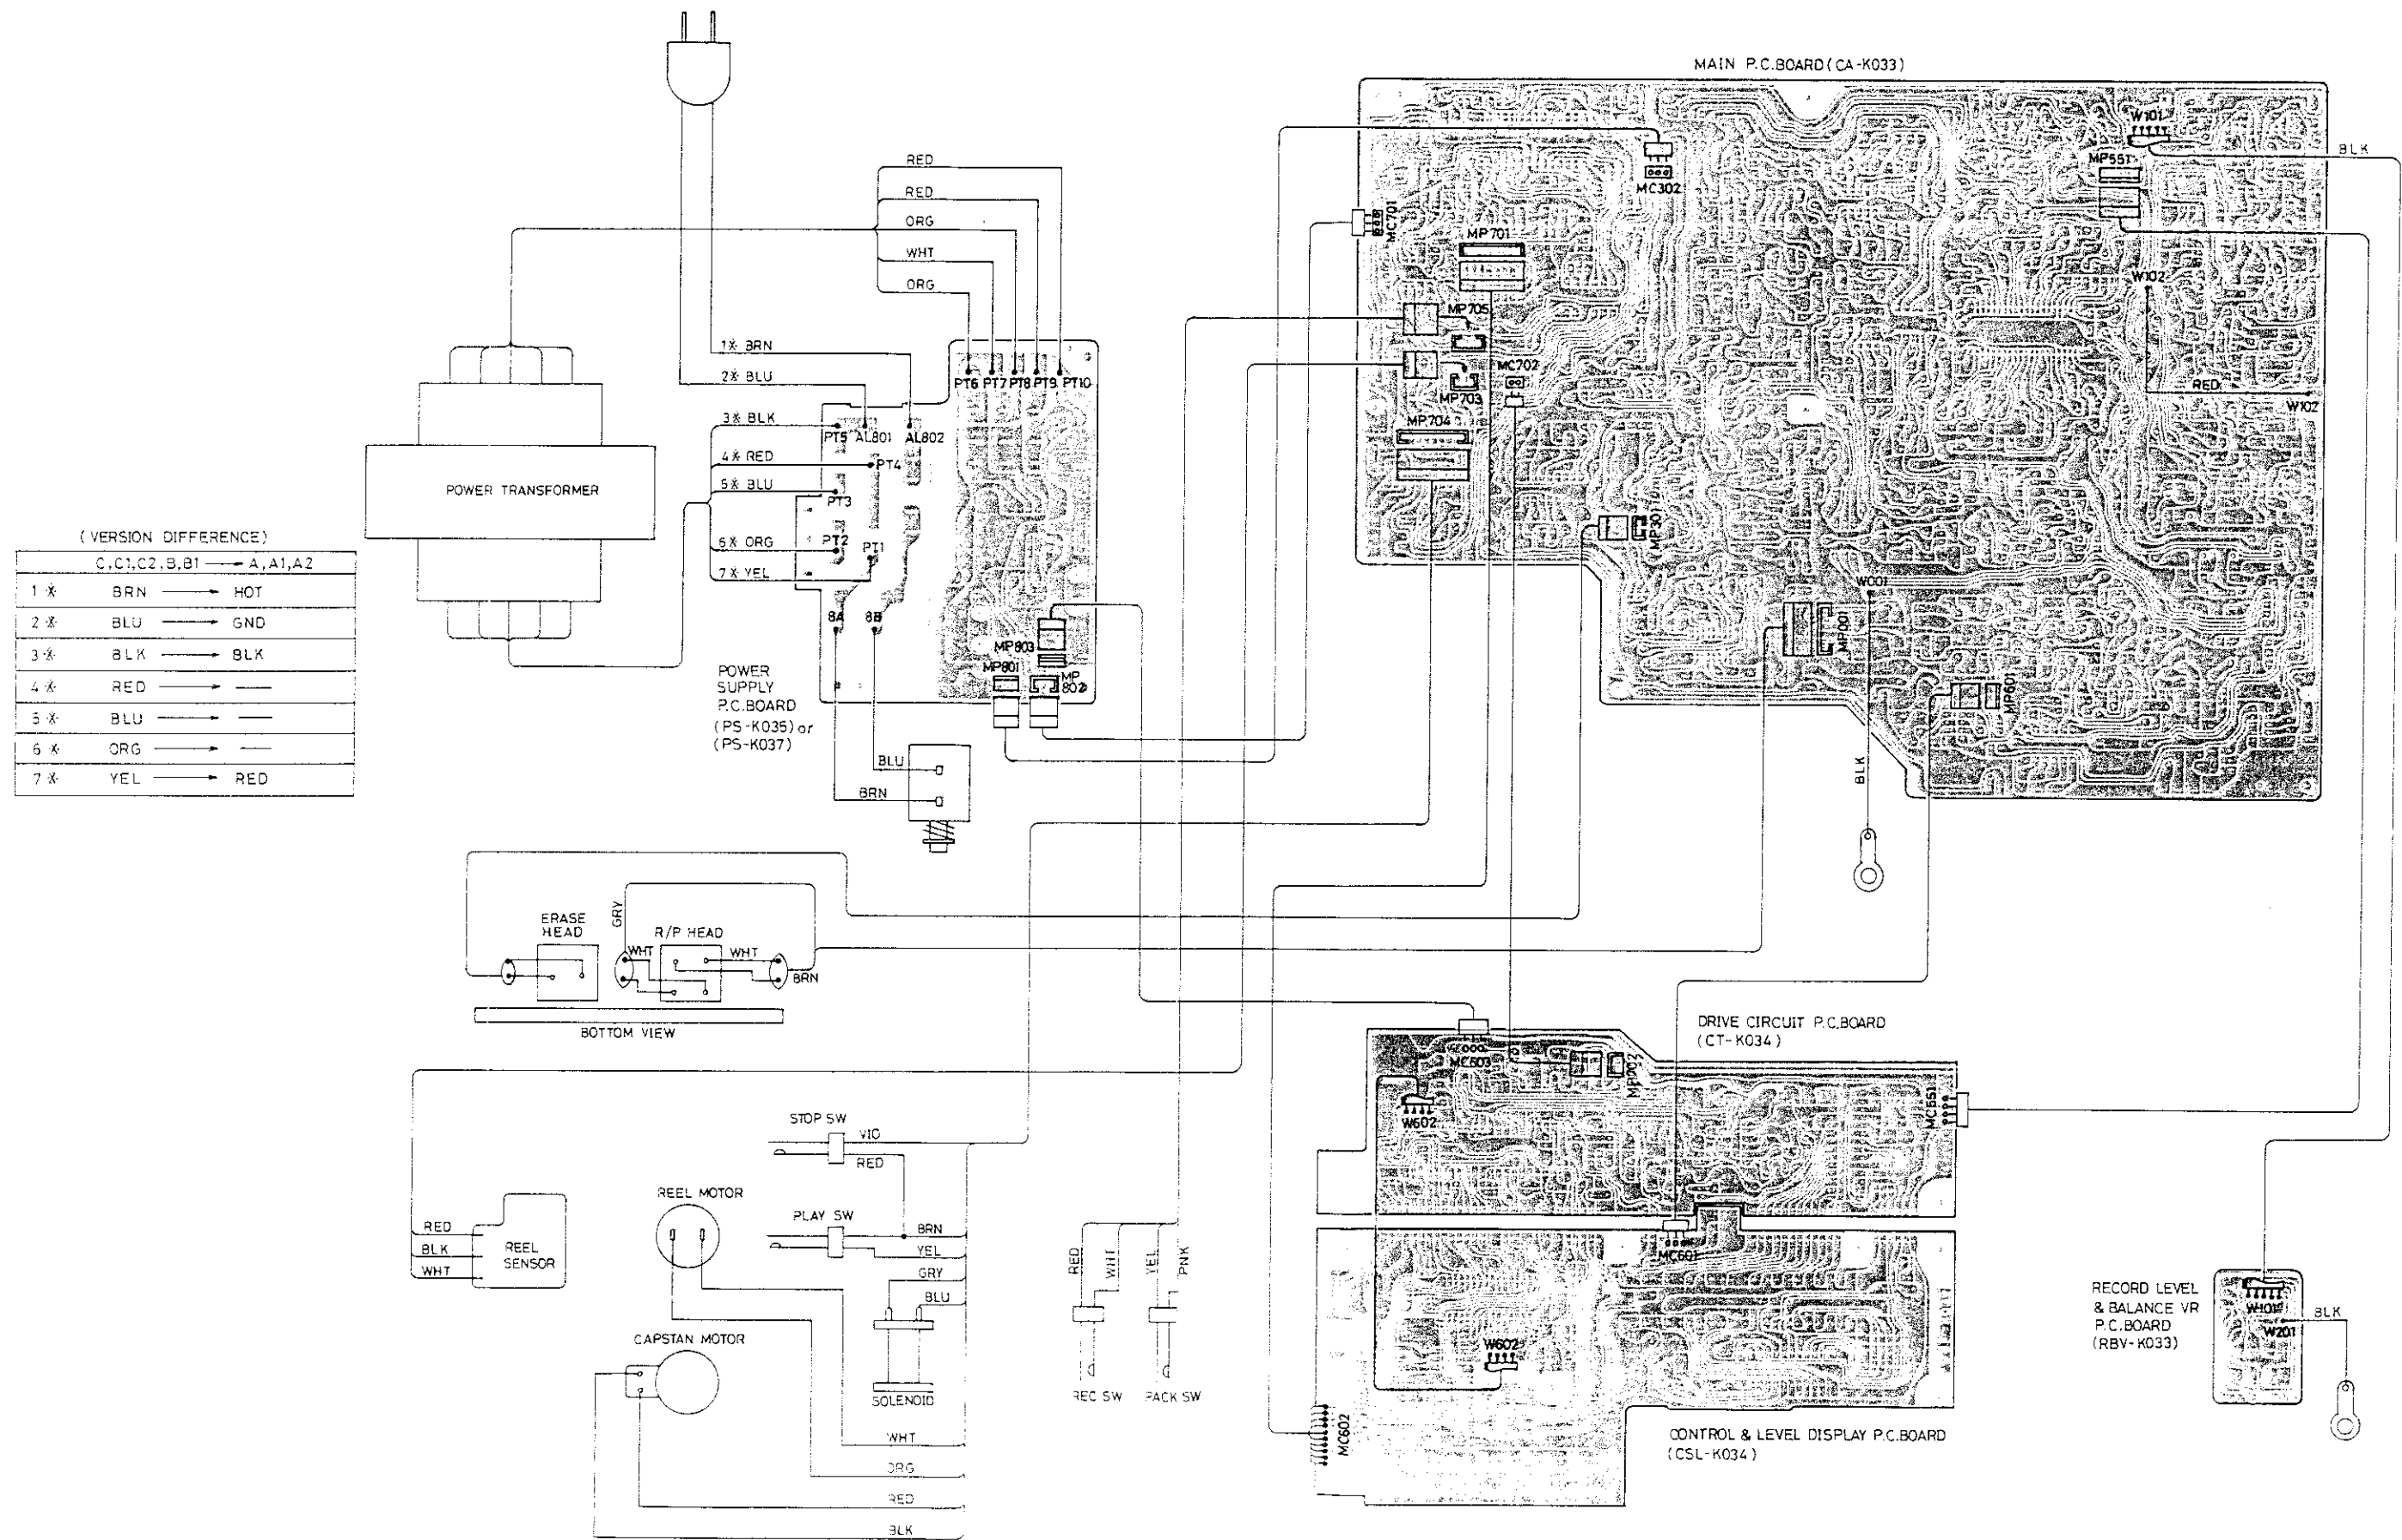 MAIN P.C.BOARD (CA-K033)
W101
BLK
MP551
MC302
MC701
MP701
W102
MP705
MC702
MP703
RED
W102
MP704
MP301
W001
MP001
MP601
BLK
RED
RED
ORG
WHT
ORG
1※ BRN
2※ BLU
PT6 PT7 PT8 PT9 PT10
3※ BLK
PT5 AL801 AL802
4※ RED
PT4
5※ BLU
PT3
6※ ORG
PT2
PT1
7※ YEL
8A
8B
MP803
MP801
MP
802
POWER TRANSFORMER
POWER
SUPPLY
P.C.BOARD
(PS-K035) or
(PS-K037)
BLU
BRN
(VERSION DIFFERENCE)
C,C1,C2,B,B1 → A,A1,A2
1※ BRN → HOT
2※ BLU → GND
3※ BLK → BLK
4※ RED → —
5※ BLU → —
6※ ORG → —
7※ YEL → RED
ERASE
HEAD
GRY
R/P HEAD
WHT
WHT
BRN
BOTTOM VIEW
DRIVE CIRCUIT P.C.BOARD
(CT-K034)
MC603
MP002
W602
MC551
STOP SW
VIO
RED
REEL MOTOR
PLAY SW
BRN
YEL
GRY
BLU
RED
BLK
WHT
REEL
SENSOR
CAPSTAN MOTOR
SOLENOID
RED
WHT
YEL
PNK
REC SW
PACK SW
WHT
ORG
RED
BLK
MC601
W602
MC602
CONTROL & LEVEL DISPLAY P.C.BOARD
(CSL-K034)
RECORD LEVEL
& BALANCE VR
P.C.BOARD
(RBV-K033)
W101
W201
BLK